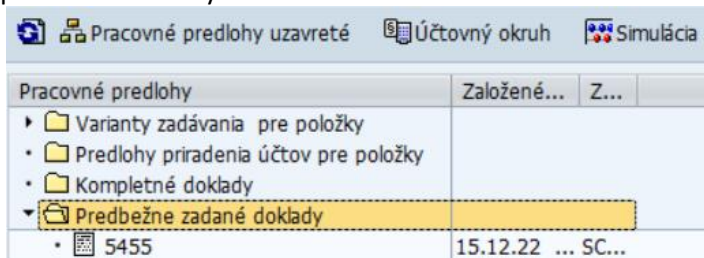 Pracovné predlohy uzavreté Účtovný okruh Simulácia
Pracovné predlohy Založené... Z...
Varianty zadávania pre položky
Predlohy priradenia účtov pre položky
Kompletné doklady
Predbežne zadané doklady
5455 15.12.22 ... SC...